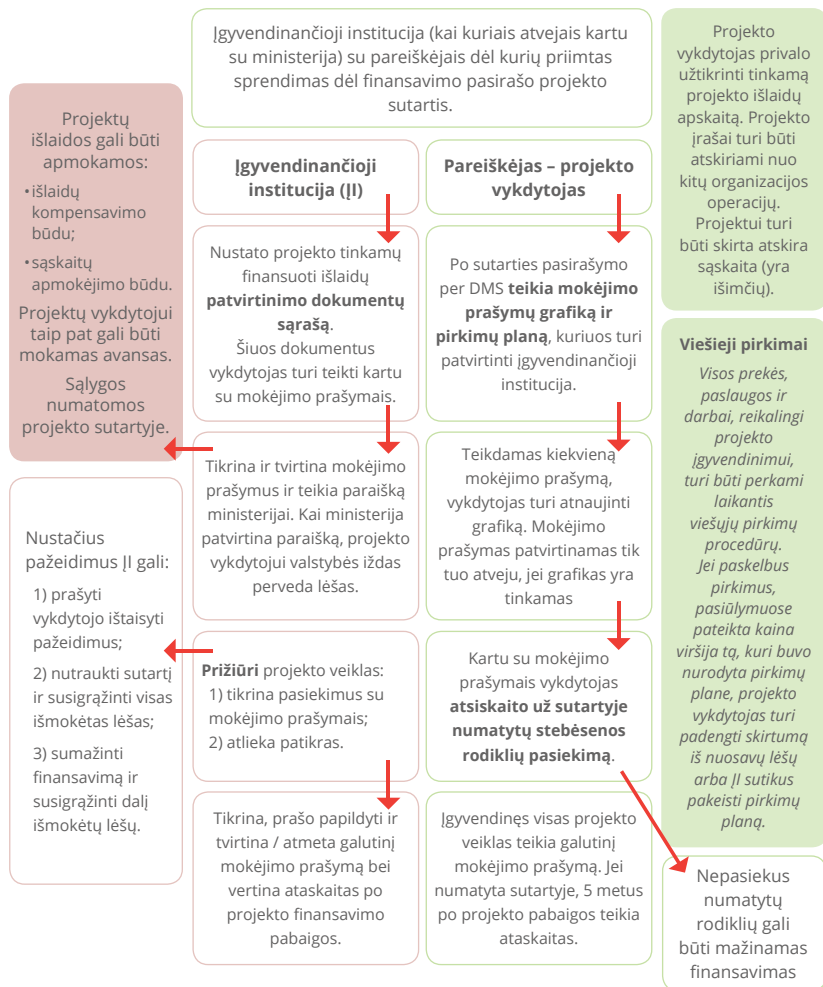 Įgyvendinančioji institucija (kai kuriais atvejais kartu
su ministerija) su pareiškėjais dėl kurių priimtas
sprendimas dėl finansavimo pasirašo projekto
sutartis.
Projektų
išlaidos gali būti
apmokamos:
•išlaidų
kompensavimo
būdu;
•sąskaitų
apmokėjimo būdu.
Projektų vykdytojui
taip pat gali būti
mokamas avansas.
Sąlygos
numatomos
projekto sutartyje.
Nustačius
pažeidimus ĮI gali:
1) prašyti
vykdytojo ištaisyti
pažeidimus;
2) nutraukti sutartį
ir susigrąžinti visas
išmokėtas lėšas;
3) sumažinti
finansavimą ir
susigrąžinti dalį
išmokėtų lėšų.
Įgyvendinančioji
institucija (ĮI)
Nustato projekto tinkamų
finansuoti išlaidų
patvirtinimo dokumentų
sąrašą.
Šiuos dokumentus
vykdytojas turi teikti kartu
su mokėjimo prašymais.
Tikrina ir tvirtina mokėjimo
prašymus ir teikia paraišką
ministerijai. Kai ministerija
patvirtina paraišką, projekto
vykdytojui valstybės iždas
perveda lėšas.
Prižiūri projekto veiklas:
1) tikrina pasiekimus su
mokėjimo prašymais;
2) atlieka patikras.
Tikrina, prašo papildyti ir
tvirtina / atmeta galutinį
mokėjimo prašymą bei
vertina ataskaitas po
projekto finansavimo
pabaigos.
Pareiškėjas – projekto
vykdytojas
Po sutarties pasirašymo
per DMS teikia mokėjimo
prašymų grafiką ir
pirkimų planą, kuriuos turi
patvirtinti įgyvendinančioji
institucija.
Teikdamas kiekvieną
mokėjimo prašymą,
vykdytojas turi atnaujinti
grafiką. Mokėjimo
prašymas patvirtinamas tik
tuo atveju, jei grafikas yra
tinkamas
Kartu su mokėjimo
prašymais vykdytojas
atsiskaito už sutartyje
numatytų stebėsenos
rodiklių pasiekimą.
Įgyvendinęs visas projekto
veiklas teikia galutinį
mokėjimo prašymą. Jei
numatyta sutartyje, 5 metus
po projekto pabaigos teikia
ataskaitas.
Projekto
vykdytojas privalo
užtikrinti tinkamą
projekto išlaidų
apskaitą. Projekto
įrašai turi būti
atskiriami nuo
kitų organizacijos
operacijų.
Projektui turi
būti skirta atskira
sąskaita (yra
išimčių).
Viešieji pirkimai
Visos prekės,
paslaugos ir
darbai, reikalingi
projekto
įgyvendinimui,
turi būti perkami
laikantis
viešųjų pirkimų
procedūrų.
Jei paskelbus
pirkimus,
pasiūlymuose
pateikta kaina
viršija tą, kuri buvo
nurodyta pirkimų
plane, projekto
vykdytojas turi
padengti skirtumą
iš nuosavų lėšų
arba ĮI sutikus
pakeisti pirkimų
planą.
Nepasiekus
numatytų
rodiklių gali
būti mažinamas
finansavimas